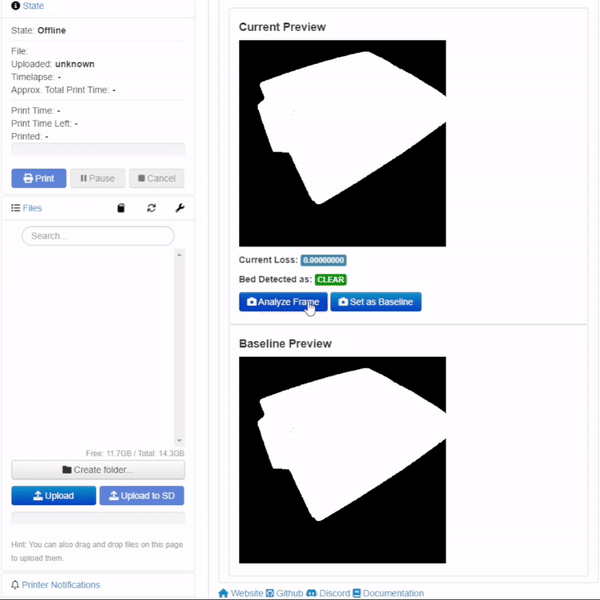 State
State: Offline
File:
Uploaded: unknown
Timelapse: -
Approx. Total Print Time: -
Print Time: -
Print Time Left: -
Printed: -
Print Pause Cancel
Files
Search...
Free: 11.7GB / Total: 14.3GB
Create folder...
Upload Upload to SD
Hint: You can also drag and drop files on this page
to upload them.
Printer Notifications
Current Preview
Current Loss: 0.00000000
Bed Detected as: CLEAR
Analyze Frame Set as Baseline
Baseline Preview
Website Github Discord Documentation